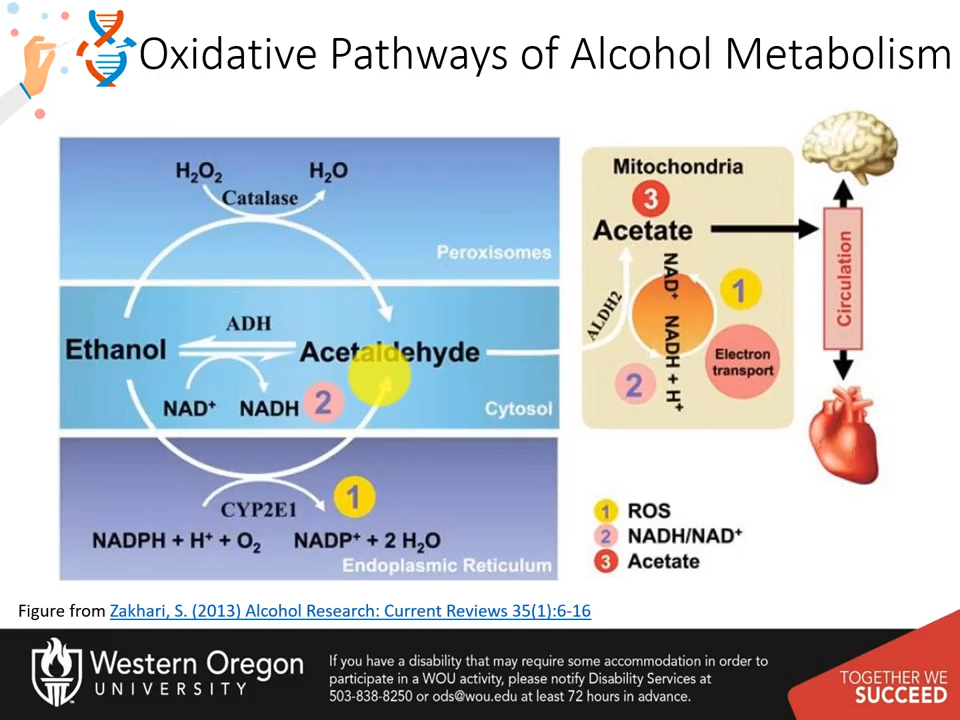 Oxidative Pathways of Alcohol Metabolism
H₂O₂ H₂O
Catalase
Peroxisomes
Ethanol
ADH
Acetaldehyde
NAD⁺ NADH 2
Cytosol
CYP2E1
1
NADPH + H⁺ + O₂ NADP⁺ + 2 H₂O
Endoplasmic Reticulum
Mitochondria
3
Acetate
ALDH2
NAD⁺
NADH + H⁺
1
2
Electron
transport
Circulation
1 ROS
2 NADH/NAD⁺
3 Acetate
Figure from Zakhari, S. (2013) Alcohol Research: Current Reviews 35(1):6-16
Western Oregon
UNIVERSITY
If you have a disability that may require some accommodation in order to
participate in a WOU activity, please notify Disability Services at
503-838-8250 or ods@wou.edu at least 72 hours in advance.
TOGETHER WE
SUCCEED